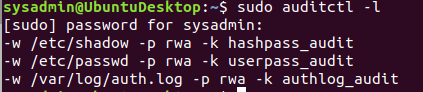 sysadmin@UbuntuDesktop:~$ sudo auditctl -l
[sudo] password for sysadmin:
-w /etc/shadow -p rwa -k hashpass_audit
-w /etc/passwd -p rwa -k userpass_audit
-w /var/log/auth.log -p rwa -k authlog_audit